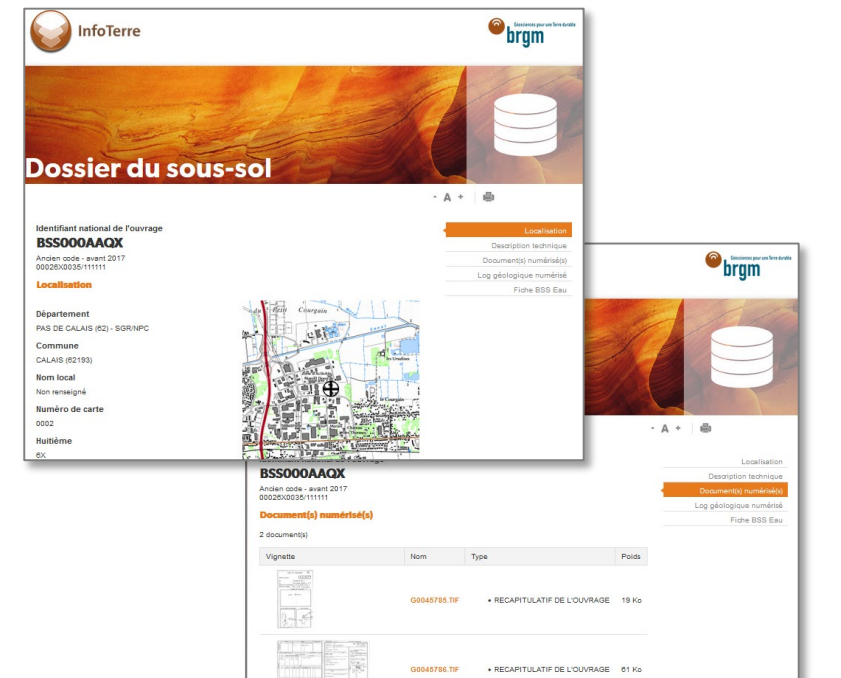 InfoTerre
Géosciences pour une Terre durable
brgm
Dossier du sous-sol
- A +
Identifiant national de l'ouvrage
BSS000AAQX
Ancien code - avant 2017
00026X0035/111111
Localisation
Localisation
Description technique
Document(s) numérisé(s)
Log géologique numérisé
Fiche BSS Eau
Département
PAS DE CALAIS (62) - SGR/NPC
Commune
CALAIS (62193)
Nom local
Non renseigné
Numéro de carte
0002
Huitième
6X
du Petit Courgain
Géosciences pour une Terre durable
brgm
- A +
BSS000AAQX
Ancien code - avant 2017
00026X0035/111111
Document(s) numérisé(s)
2 document(s)
Localisation
Description technique
Document(s) numérisé(s)
Log géologique numérisé
Fiche BSS Eau
Vignette Nom Type Poids
G0045785.TIF • RECAPITULATIF DE L'OUVRAGE 19 Ko
G0045786.TIF • RECAPITULATIF DE L'OUVRAGE 61 Ko